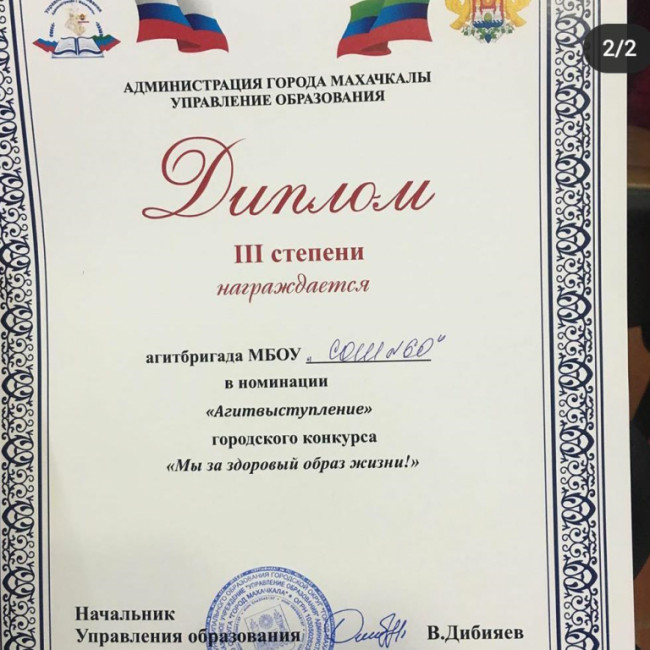 2/2
АДМИНИСТРАЦИЯ ГОРОДА МАХАЧКАЛЫ
УПРАВЛЕНИЕ ОБРАЗОВАНИЯ
Диплом
III степени
награждается
агитбригада МБОУ „СОШ №60"
в номинации
«Агитвыступление»
городского конкурса
«Мы за здоровый образ жизни!»
Начальник
Управления образования
В.Дибияев